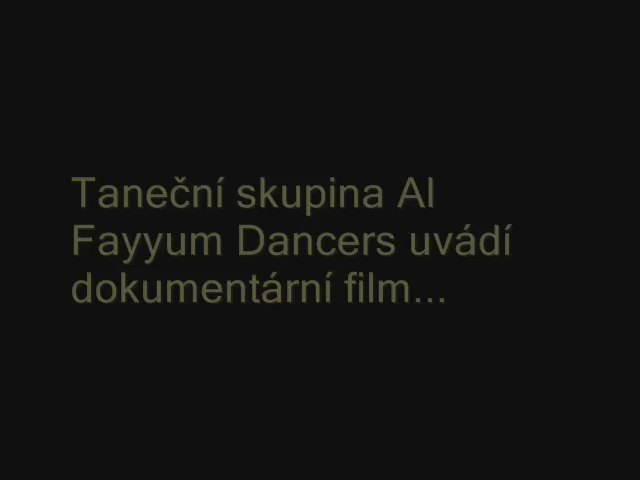 Taneční skupina Al
Fayyum Dancers uvádí
dokumentární film...